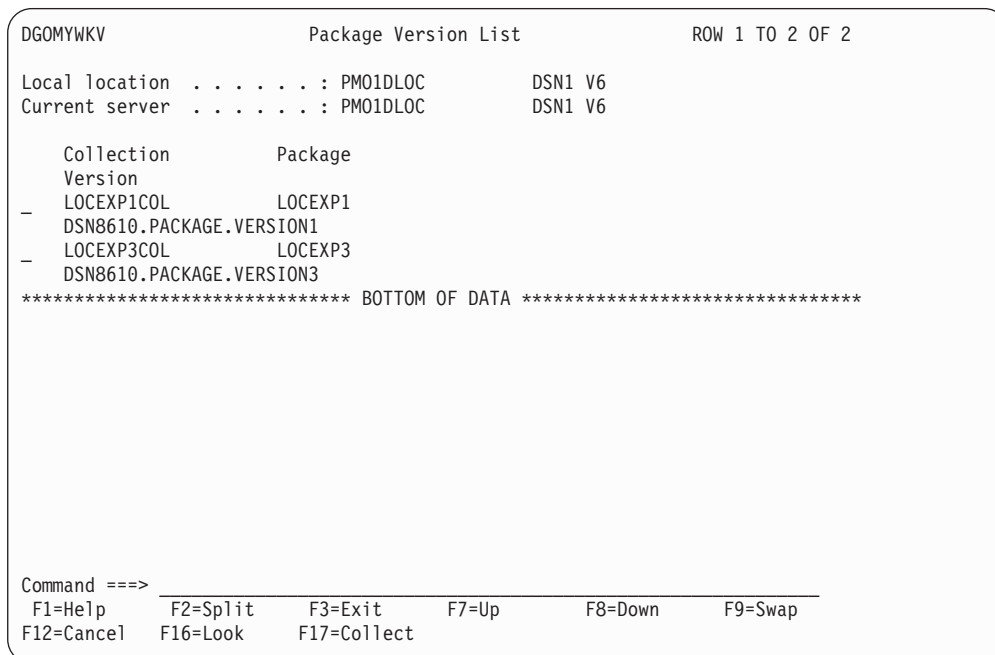 DGOMYWKV Package Version List ROW 1 TO 2 OF 2
Local location . . . . . . : PMO1DLOC DSN1 V6
Current server . . . . . . : PMO1DLOC DSN1 V6
Collection Package
Version
_ LOCEXP1COL LOCEXP1
DSN8610.PACKAGE.VERSION1
_ LOCEXP3COL LOCEXP3
DSN8610.PACKAGE.VERSION3
******************************* BOTTOM OF DATA ********************************
Command ===> _______________________________________________________________
F1=Help F2=Split F3=Exit F7=Up F8=Down F9=Swap
F12=Cancel F16=Look F17=Collect